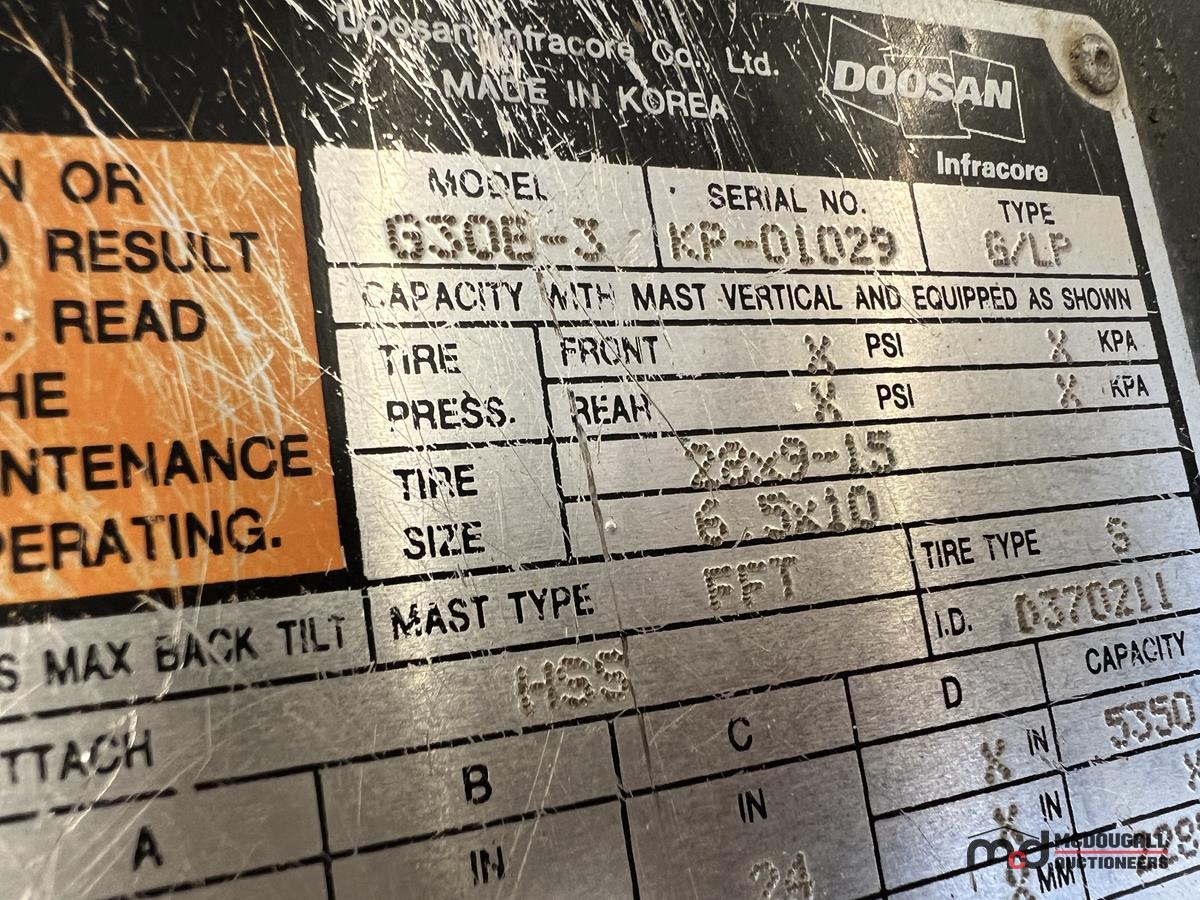 Doosan Infracore Co., Ltd.
MADE IN KOREA
DOOSAN
Infracore
N OR
RESULT
. READ
HE
NTENANCE
PERATING.
MODEL SERIAL NO. TYPE
G30E-3 KP-01029 G/LP
CAPACITY WITH MAST VERTICAL AND EQUIPPED AS SHOWN
TIRE PRESS. FRONT X PSI X KPA
REAR X PSI X KPA
TIRE SIZE 28x9-15
6.5x10
S MAX BACK TILT MAST TYPE FFT TIRE TYPE S
I.D. 0370211
TTACH HSS CAPACITY
A B C D 5350
IN IN X IN X
24 X IN
X MM
McD MCDOUGALL
AUCTIONEERS